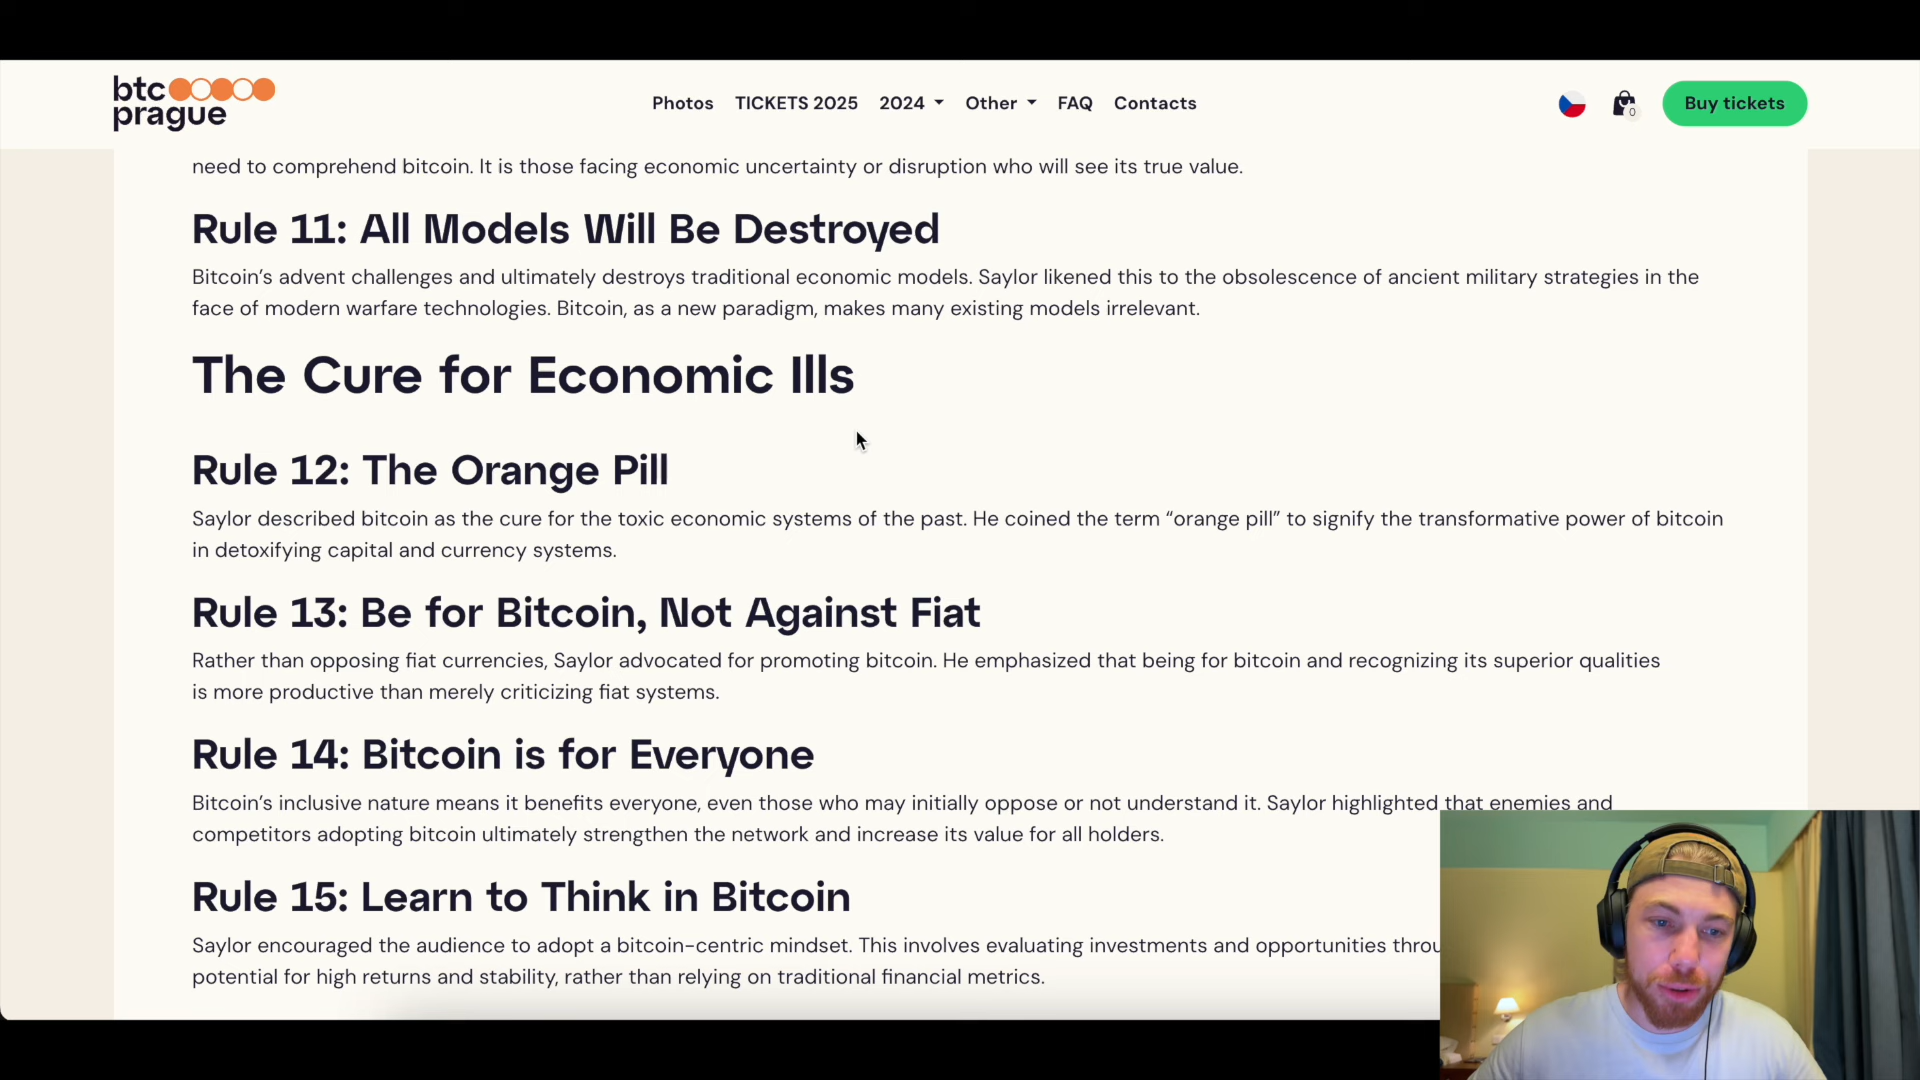 btc
prague
Photos TICKETS 2025 2024 Other FAQ Contacts
0
Buy tickets
need to comprehend bitcoin. It is those facing economic uncertainty or disruption who will see its true value.
Rule 11: All Models Will Be Destroyed
Bitcoin’s advent challenges and ultimately destroys traditional economic models. Saylor likened this to the obsolescence of ancient military strategies in the
face of modern warfare technologies. Bitcoin, as a new paradigm, makes many existing models irrelevant.
The Cure for Economic Ills
Rule 12: The Orange Pill
Saylor described bitcoin as the cure for the toxic economic systems of the past. He coined the term “orange pill” to signify the transformative power of bitcoin
in detoxifying capital and currency systems.
Rule 13: Be for Bitcoin, Not Against Fiat
Rather than opposing fiat currencies, Saylor advocated for promoting bitcoin. He emphasized that being for bitcoin and recognizing its superior qualities
is more productive than merely criticizing fiat systems.
Rule 14: Bitcoin is for Everyone
Bitcoin’s inclusive nature means it benefits everyone, even those who may initially oppose or not understand it. Saylor highlighted that enemies and
competitors adopting bitcoin ultimately strengthen the network and increase its value for all holders.
Rule 15: Learn to Think in Bitcoin
Saylor encouraged the audience to adopt a bitcoin-centric mindset. This involves evaluating investments and opportunities
potential for high returns and stability, rather than relying on traditional financial metrics.